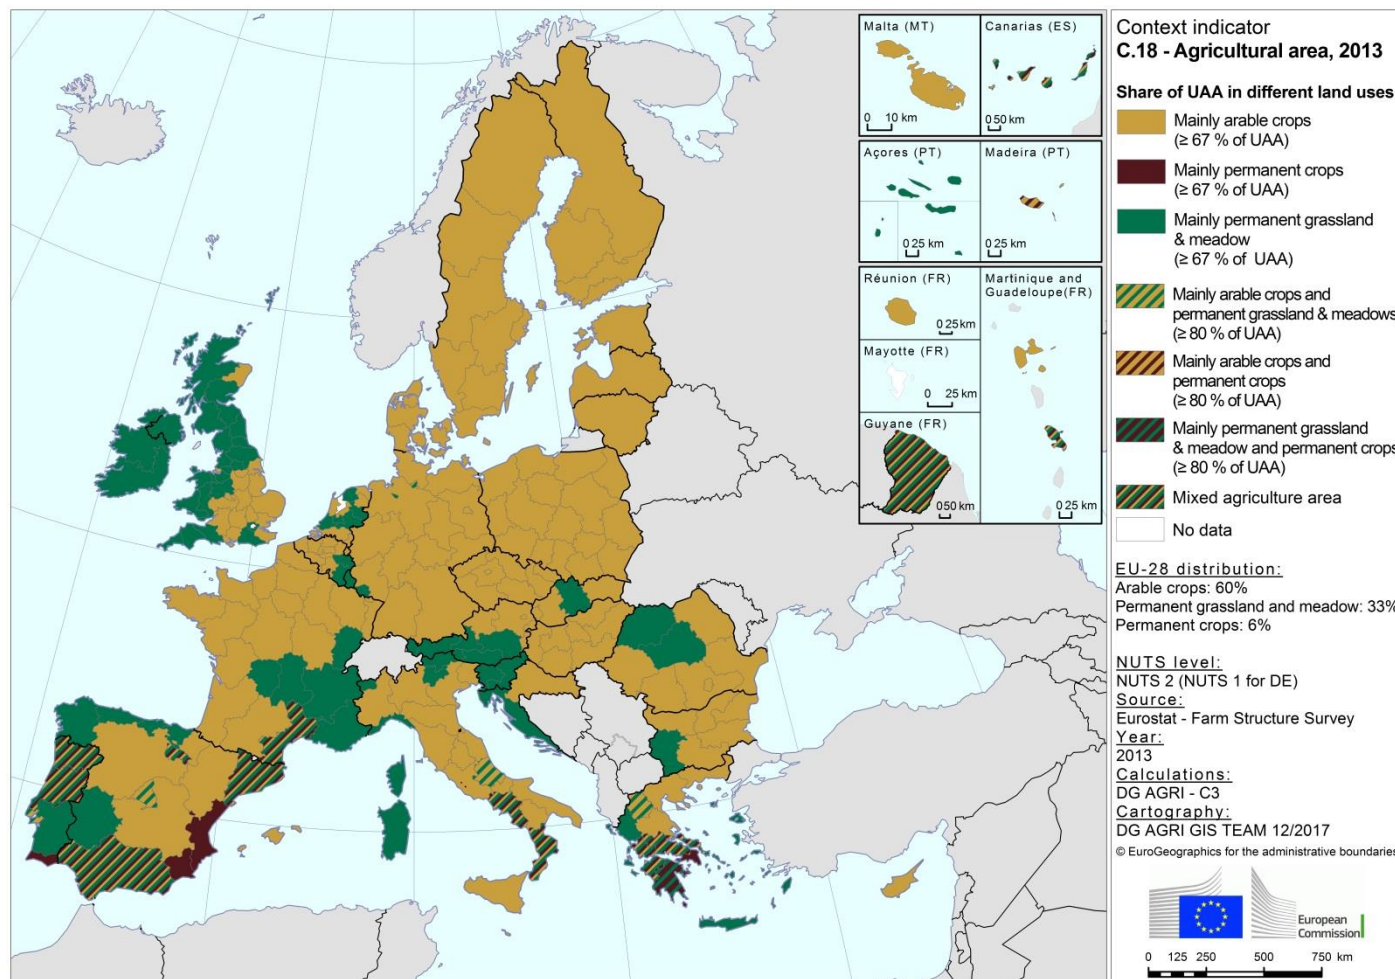 Malta (MT)
0 10 km
Canarias (ES)
0 50 km
Açores (PT)
0 25 km
Madeira (PT)
0 25 km
Réunion (FR)
0 25 km
Mayotte (FR)
0 25 km
Guyane (FR)
0 50 km
Martinique and
Guadeloupe(FR)
0 25 km
Context indicator
C.18 - Agricultural area, 2013
Share of UAA in different land uses
Mainly arable crops
(≥ 67 % of UAA)
Mainly permanent crops
(≥ 67 % of UAA)
Mainly permanent grassland
& meadow
(≥ 67 % of UAA)
Mainly arable crops and
permanent grassland & meadows
(≥ 80 % of UAA)
Mainly arable crops and
permanent crops
(≥ 80 % of UAA)
Mainly permanent grassland
& meadow and permanent crops
(≥ 80 % of UAA)
Mixed agriculture area
No data
EU-28 distribution:
Arable crops: 60%
Permanent grassland and meadow: 33%
Permanent crops: 6%
NUTS level:
NUTS 2 (NUTS 1 for DE)
Source:
Eurostat - Farm Structure Survey
Year:
2013
Calculations:
DG AGRI - C3
Cartography:
DG AGRI GIS TEAM 12/2017
© EuroGeographics for the administrative boundaries
European
Commission
0 125 250 500 750 km